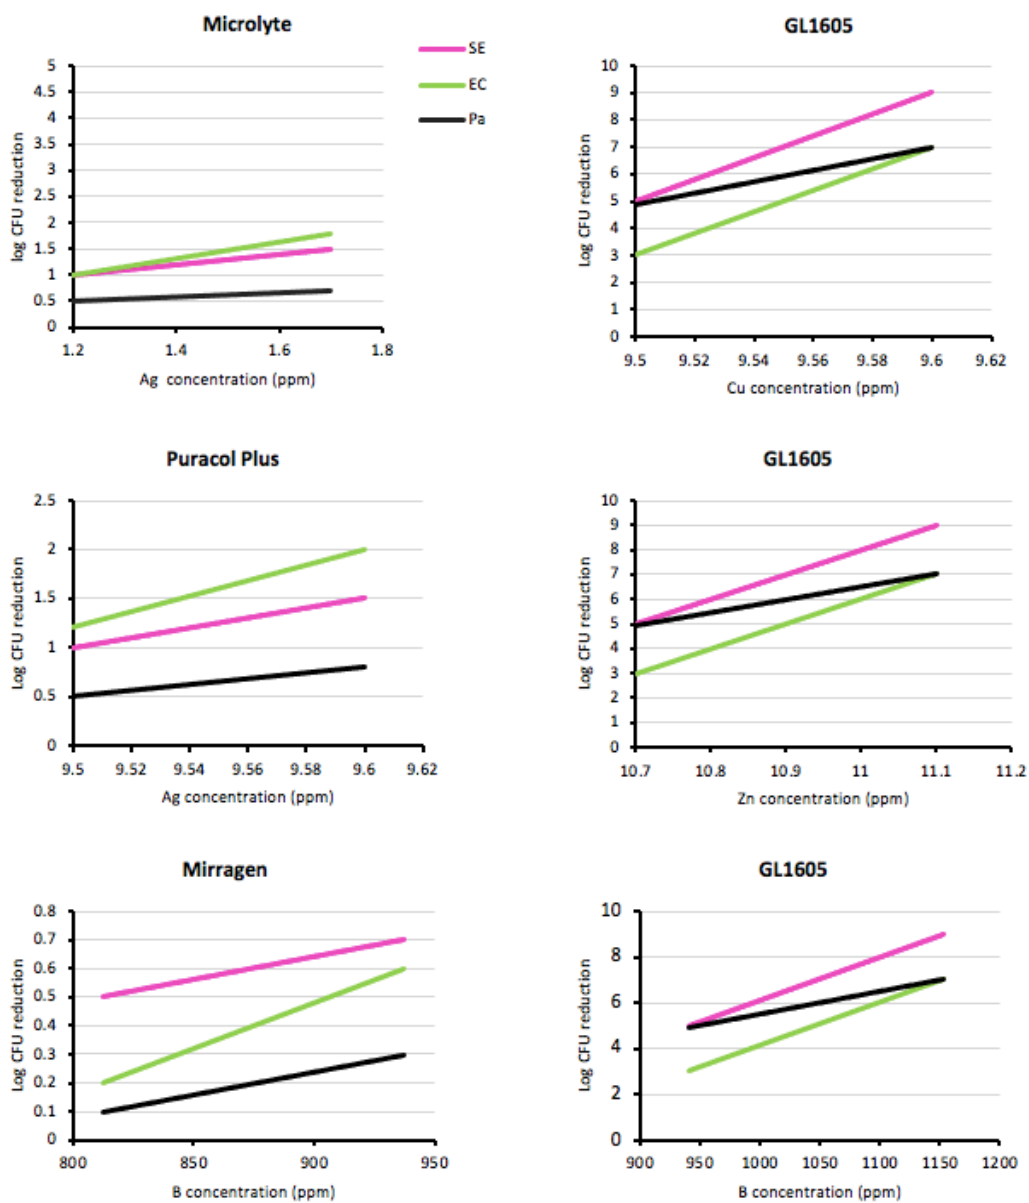 Microlyte
SE
EC
Pa
5
4.5
4
3.5
3
2.5
2
1.5
1
0.5
0
log CFU reduction
1.2 1.4 1.6 1.8
Ag concentration (ppm)
GL1605
10
9
8
7
6
5
4
3
2
1
0
Log CFU reduction
9.5 9.52 9.54 9.56 9.58 9.6 9.62
Cu concentration (ppm)
Puracol Plus
2.5
2
1.5
1
0.5
0
Log CFU reduction
9.5 9.52 9.54 9.56 9.58 9.6 9.62
Ag concentration (ppm)
GL1605
10
9
8
7
6
5
4
3
2
1
0
Log CFU reduction
10.7 10.8 10.9 11 11.1 11.2
Zn concentration (ppm)
Mirragen
0.8
0.7
0.6
0.5
0.4
0.3
0.2
0.1
0
Log CFU reduction
800 850 900 950
B concentration (ppm)
GL1605
10
8
6
4
2
0
Log CFU reduction
900 950 1000 1050 1100 1150 1200
B concentration (ppm)